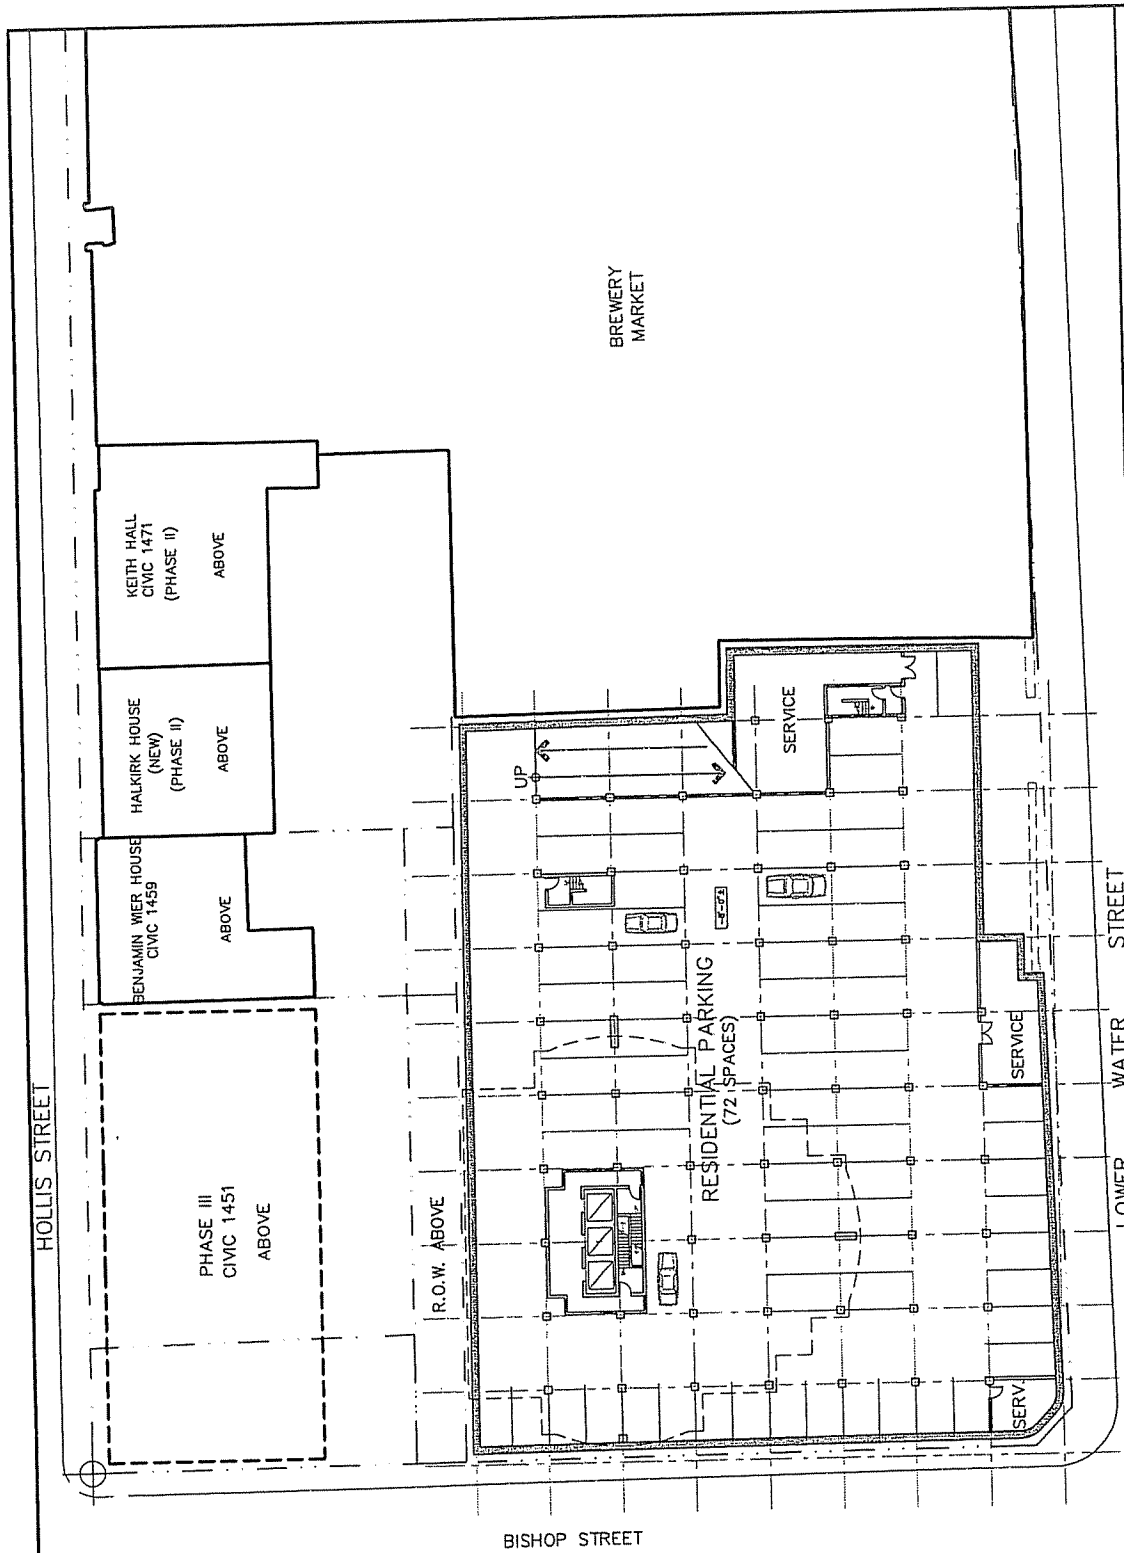 HOLLIS STREET
KEITH HALL
CIVIC 1471
(PHASE II)
ABOVE
HALKIRK HOUSE
(NEW)
(PHASE II)
ABOVE
BENJAMIN WIER HOUSE
CIVIC 1459
ABOVE
PHASE III
CIVIC 1451
ABOVE
BREWERY
MARKET
R.O.W. ABOVE
UP
SERVICE
RESIDENTIAL PARKING
(72 SPACES)
SERVICE
SERV.
LOWER WATER STREET
BISHOP STREET